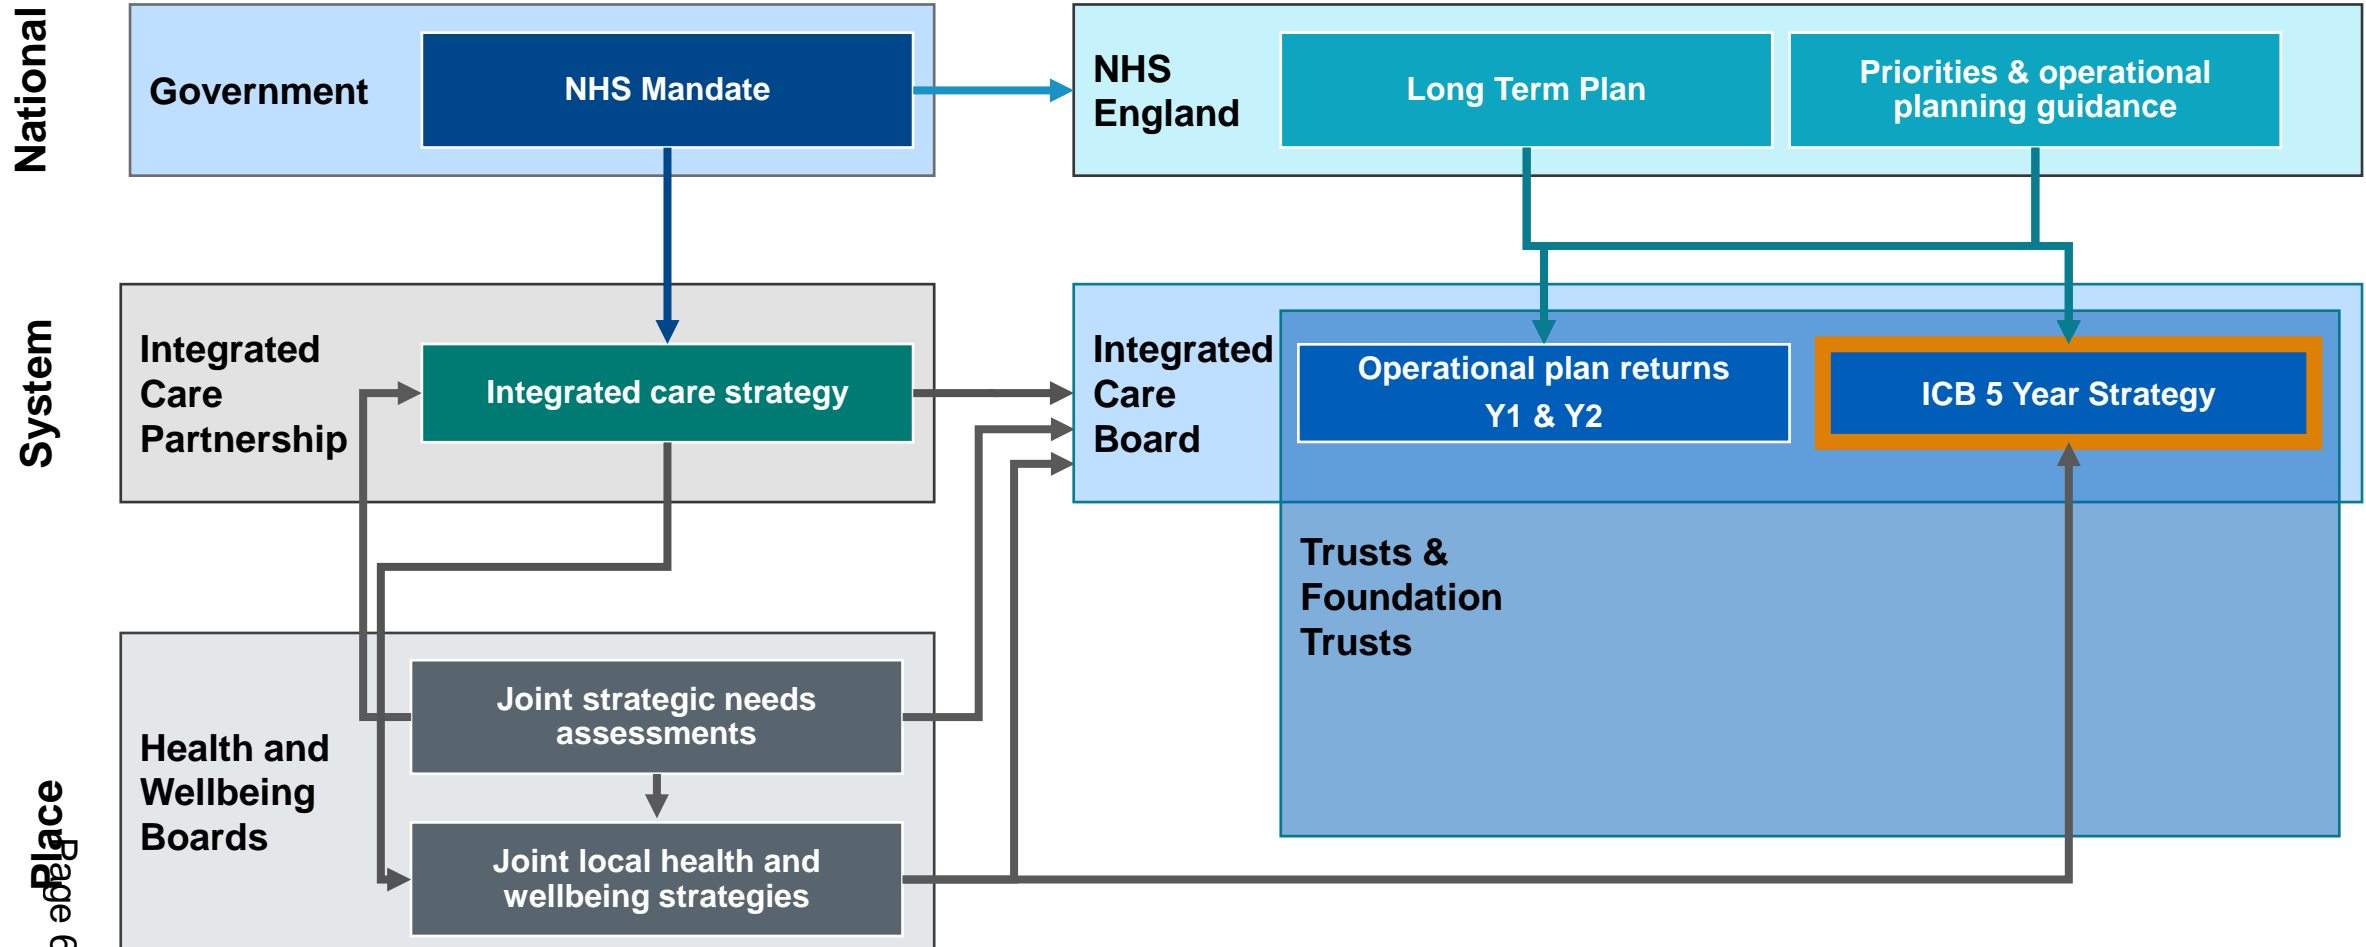 National
Government
NHS Mandate
NHS
England
Long Term Plan
Priorities & operational
planning guidance
System
Integrated
Care
Partnership
Integrated care strategy
Integrated
Care
Board
Operational plan returns
Y1 & Y2
ICB 5 Year Strategy
Trusts &
Foundation
Trusts
Place
Health and
Wellbeing
Boards
Joint strategic needs
assessments
Joint local health and
wellbeing strategies
Page 6